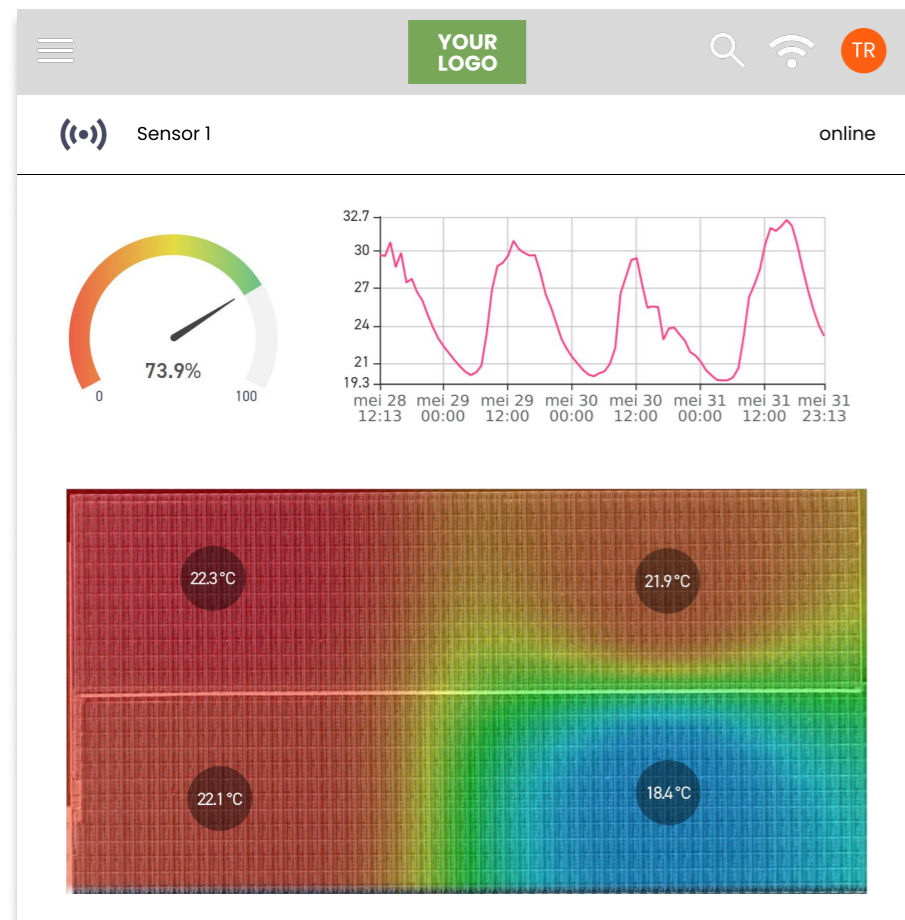 YOUR
LOGO
TR
Sensor 1
online
73.9%
0
100
32.7
30
27
24
21
19.3
mei 28 mei 29 mei 29 mei 30 mei 30 mei 31 mei 31 mei 31
12:13 00:00 12:00 00:00 12:00 00:00 12:00 23:13
22.3°C
21.9°C
22.1°C
18.4°C